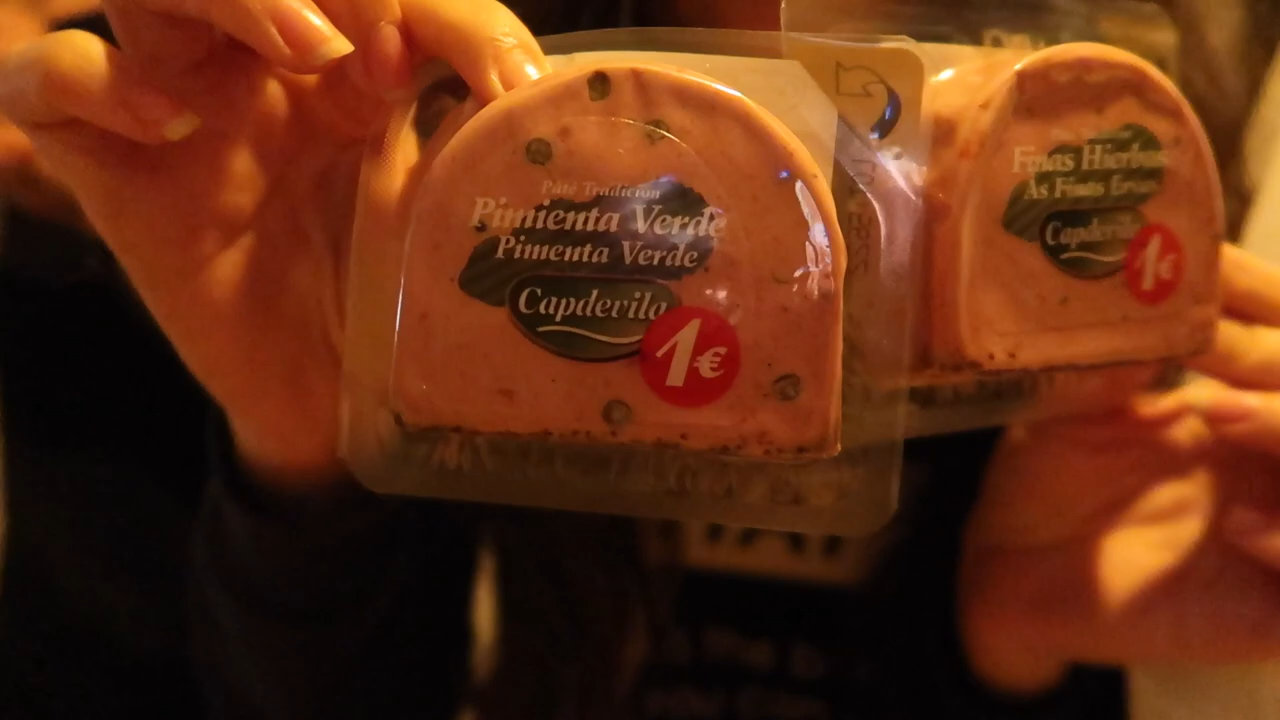 Paté Tradición
Pimienta Verde
Pimenta Verde
Capdevila
1€
Finas Hierbas
As Finas Ervas
Capdevila
1€